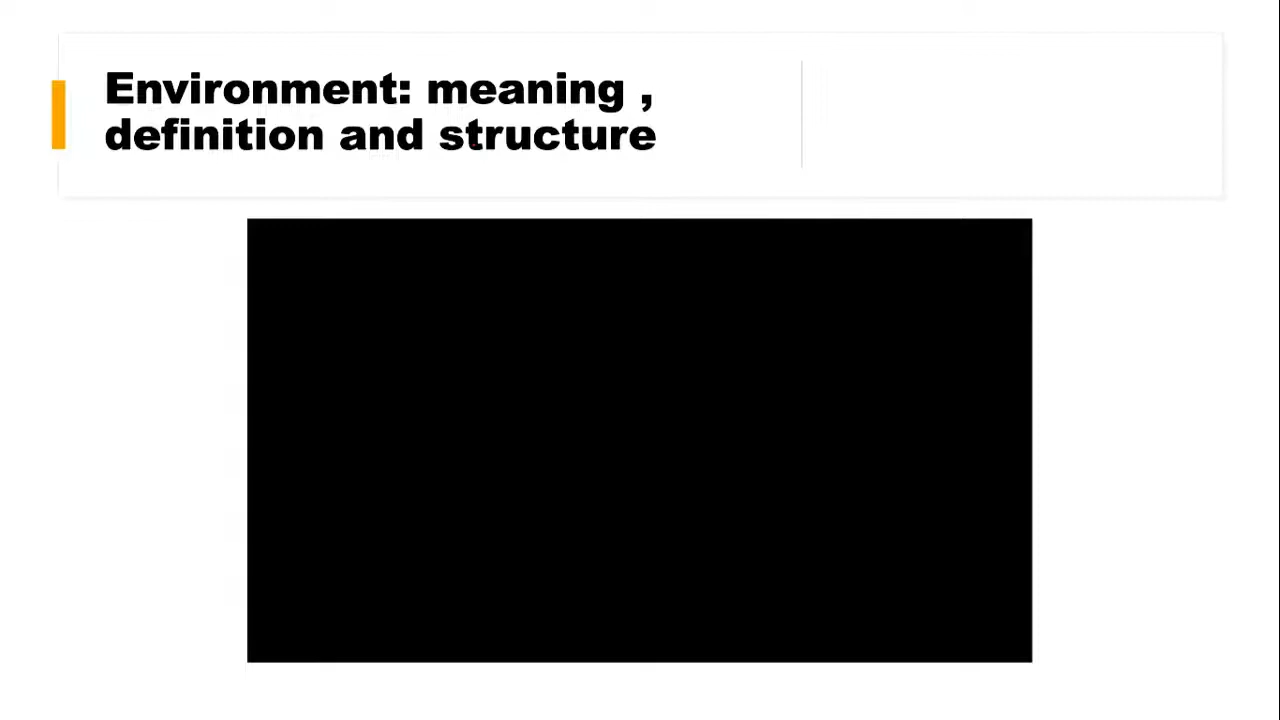 Environment: meaning ,
definition and structure